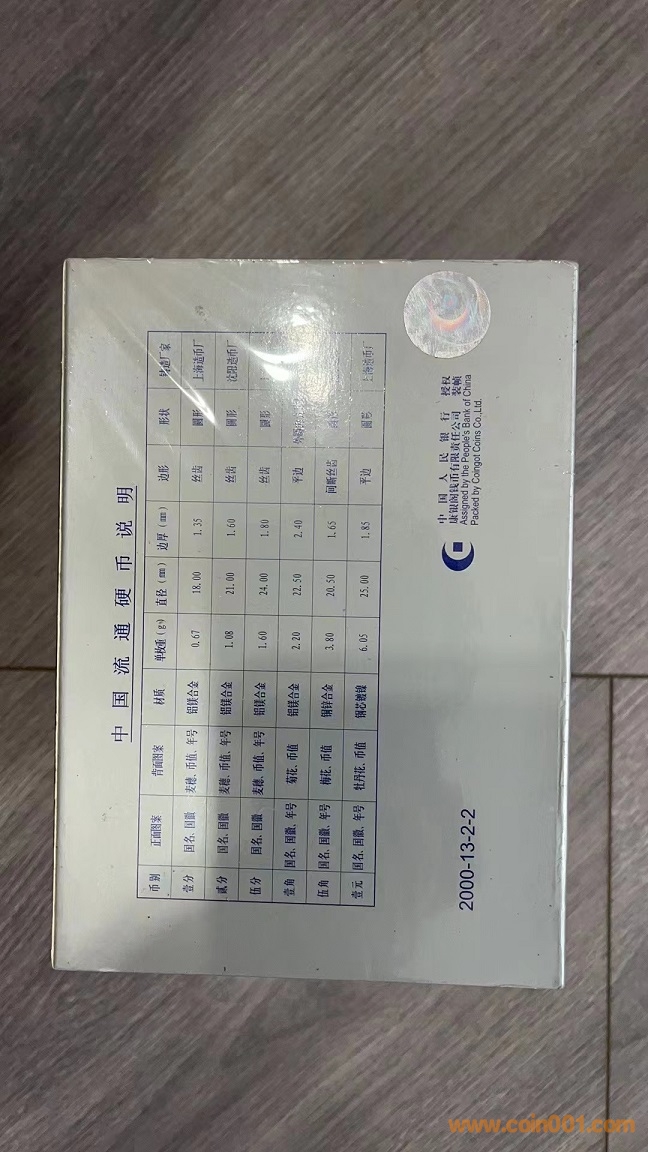 中国流通硬币说明
币别 正面图案 背面图案 材质 单枚重(g) 直径(mm) 边厚(mm) 边形 形状 铸造厂家
壹分 国名、国徽 麦穗、币值、年号 铝镁合金 0.67 18.00 1.35 丝齿 圆形 上海造币厂
贰分 国名、国徽 麦穗、币值、年号 铝镁合金 1.08 21.00 1.60 丝齿 圆形 沈阳造币厂
伍分 国名、国徽 麦穗、币值、年号 铝镁合金 1.60 24.00 1.80 丝齿 圆形
壹角 国名、国徽、年号 菊花、币值 铝镁合金 2.20 22.50 2.40 平边
伍角 国名、国徽、年号 梅花、币值 铜锌合金 3.80 20.50 1.65 间断丝齿
壹元 国名、国徽、年号 牡丹花、币值 钢芯镀镍 6.05 25.00 1.85 平边 圆形 上海造币厂
中国人民银行 授权
康银阁钱币有限责任公司 装帧
Assigned by the People's Bank of China
Packed by Coingot Coins Co.,Ltd.
2000-13-2-2
www.coin001.com